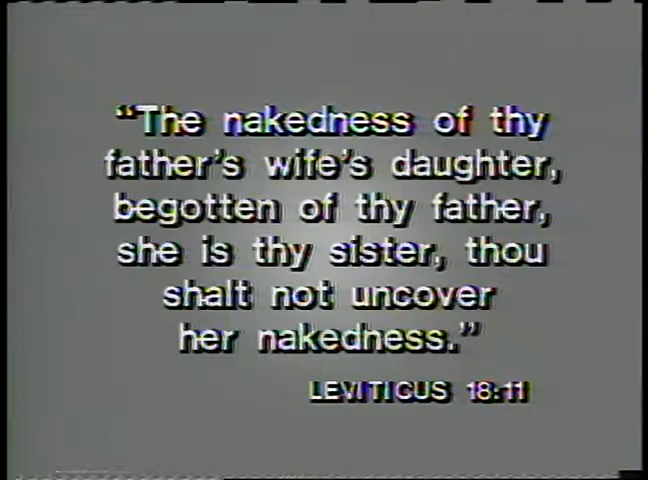 “The nakedness of thy
father’s wife’s daughter,
begotten of thy father,
she is thy sister, thou
shalt not uncover
her nakedness.”
LEVITICUS 18:11